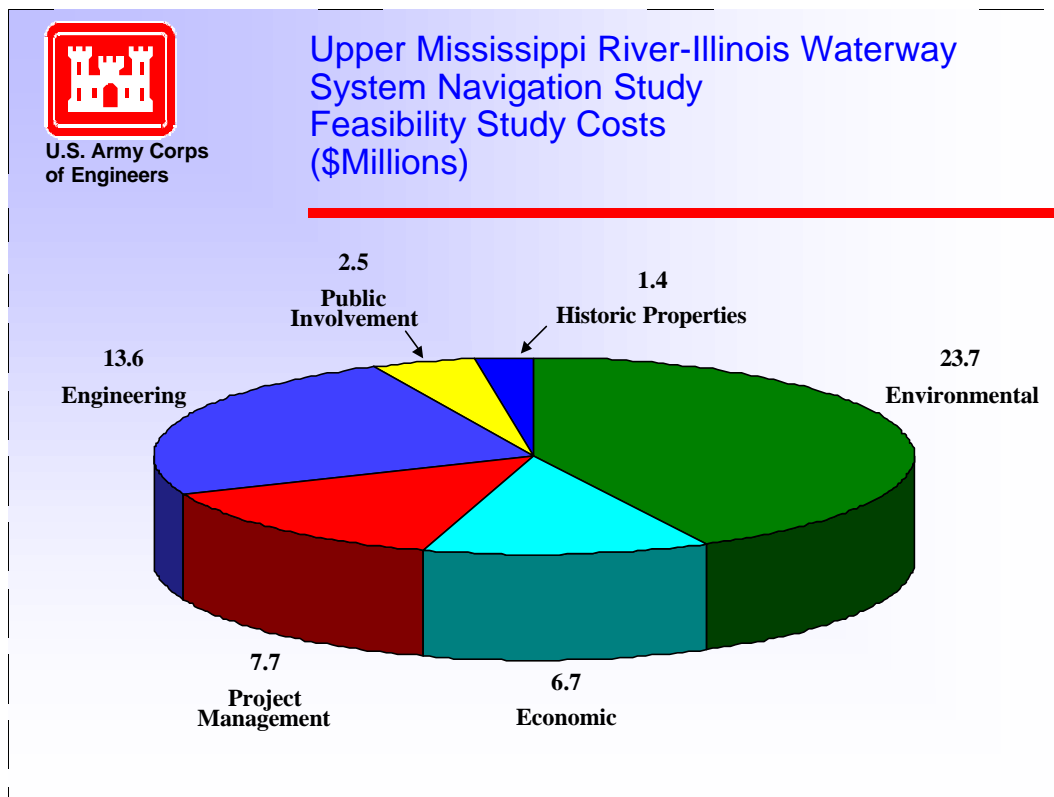 Upper Mississippi River-Illinois Waterway
System Navigation Study
Feasibility Study Costs
($Millions)
U.S. Army Corps
of Engineers
2.5
Public
Involvement
1.4
Historic Properties
13.6
Engineering
23.7
Environmental
7.7
Project
Management
6.7
Economic